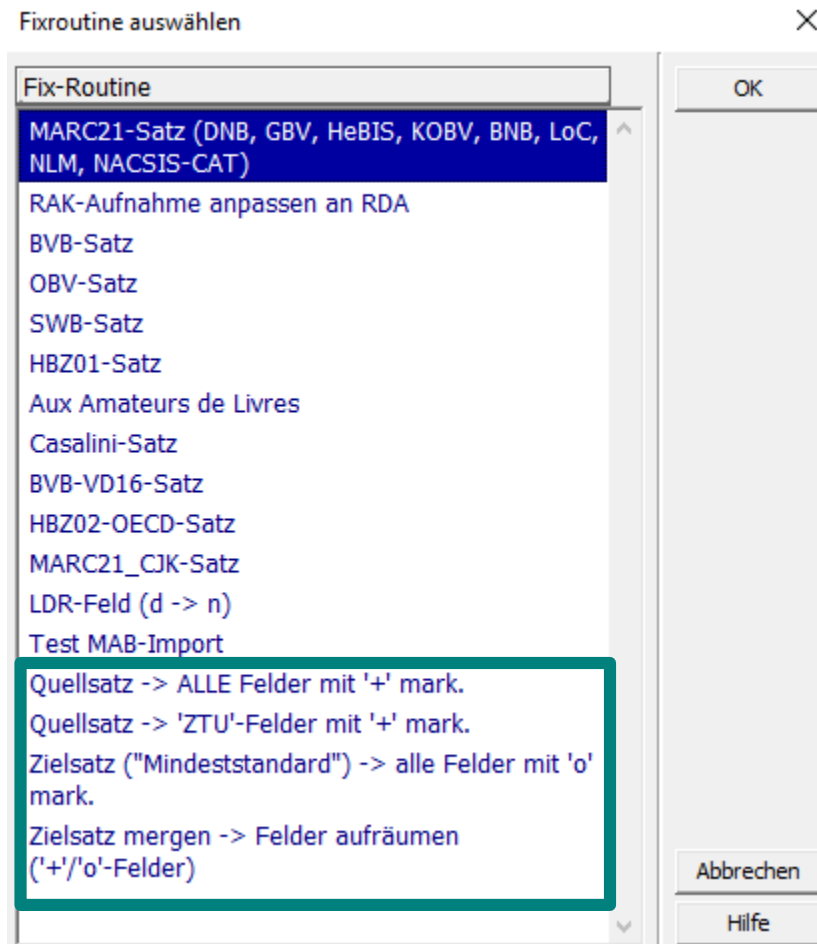 Fixroutine auswählen
Fix-Routine
OK
MARC21-Satz (DNB, GBV, HeBIS, KOBV, BNB, LoC,
NLM, NACSIS-CAT)
RAK-Aufnahme anpassen an RDA
BVB-Satz
OBV-Satz
SWB-Satz
HBZ01-Satz
Aux Amateurs de Livres
Casalini-Satz
BVB-VD16-Satz
HBZ02-OECD-Satz
MARC21_CJK-Satz
LDR-Feld (d -> n)
Test MAB-Import
Quellsatz -> ALLE Felder mit '+' mark.
Quellsatz -> 'ZTU'-Felder mit '+' mark.
Zielsatz ("Mindeststandard") -> alle Felder mit 'o'
mark.
Zielsatz mergen -> Felder aufräumen
('+'/'o'-Felder)
Abbrechen
Hilfe